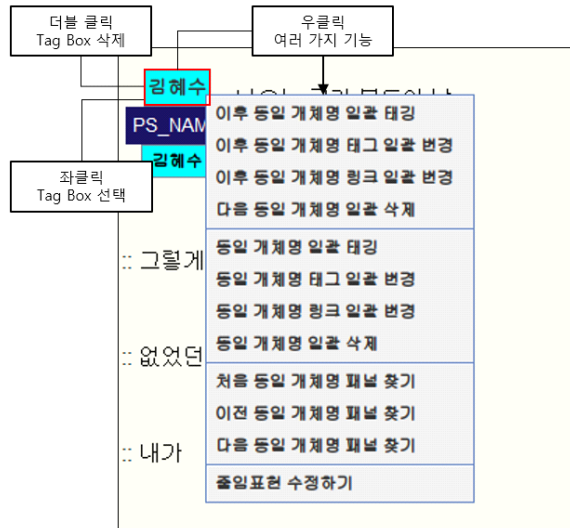 더블 클릭
Tag Box 삭제
우클릭
여러 가지 기능
김혜수
PS_NAM
김혜수
좌클릭
Tag Box 선택
이후 동일 개체명 일괄 태깅
이후 동일 개체명 태그 일괄 변경
이후 동일 개체명 링크 일괄 변경
다음 동일 개체명 일괄 삭제
동일 개체명 일괄 태깅
동일 개체명 태그 일괄 변경
동일 개체명 링크 일괄 변경
동일 개체명 일괄 삭제
처음 동일 개체명 패널 찾기
이전 동일 개체명 패널 찾기
다음 동일 개체명 패널 찾기
줄임표현 수정하기
:: 그렇게
:: 없었던
:: 내가